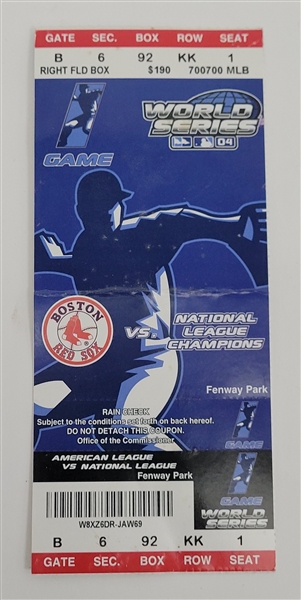 GATE SEC. BOX ROW SEAT
B 6 92 KK 1
RIGHT FLD BOX $190 700700 MLB
1
GAME
WORLD
SERIES
04
BOSTON
RED SOX
VS.
NATIONAL
LEAGUE
CHAMPIONS
Fenway Park
RAIN CHECK
Subject to the conditions set forth on back hereof.
DO NOT DETACH THIS COUPON.
Office of the Commissioner
1
GAME
AMERICAN LEAGUE
VS NATIONAL LEAGUE
Fenway Park
1
GAME
W8XZ6DR-JAW69
WORLD
SERIES
B 6 92 KK 1
GATE SEC. BOX ROW SEAT